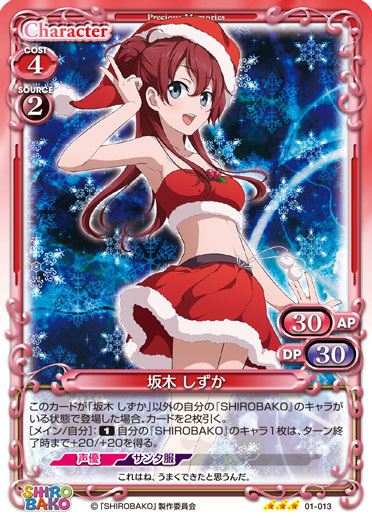 Precious Memories
Character
COST
4
SOURCE
2
30 AP
DP 30
坂木 しずか
このカードが「坂木 しずか」以外の自分の『SHIROBAKO』のキャラが
いる状態で登場した場合、カードを2枚引く。
[メイン/自分]:1自分の『SHIROBAKO』のキャラ1枚は、ターン終
了時まで+20/+20を得る。
声優 サンタ服
これはね、うまくできたと思うんだ。
SHIRO
BAKO
©「SHIROBAKO」製作委員会
01-013